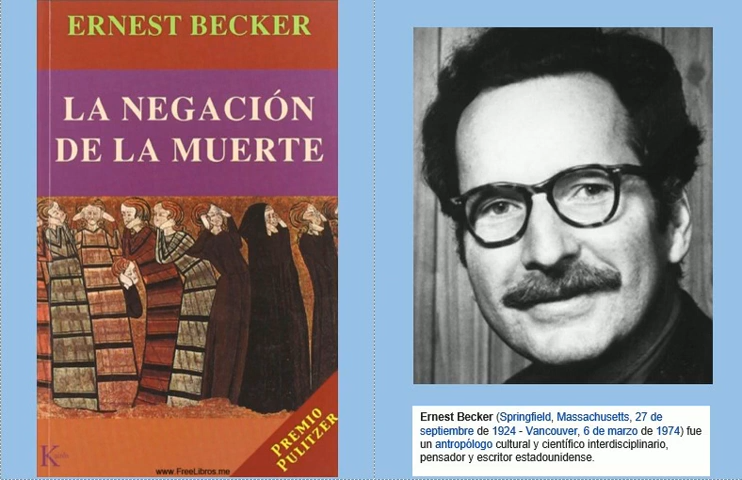 ERNEST BECKER
LA NEGACIÓN
DE LA MUERTE
PREMIO
PULITZER
K
www.FreeLibros.me
Ernest Becker (Springfield, Massachusetts, 27 de
septiembre de 1924 - Vancouver, 6 de marzo de 1974) fue
un antropólogo cultural y científico interdisciplinario,
pensador y escritor estadounidense.